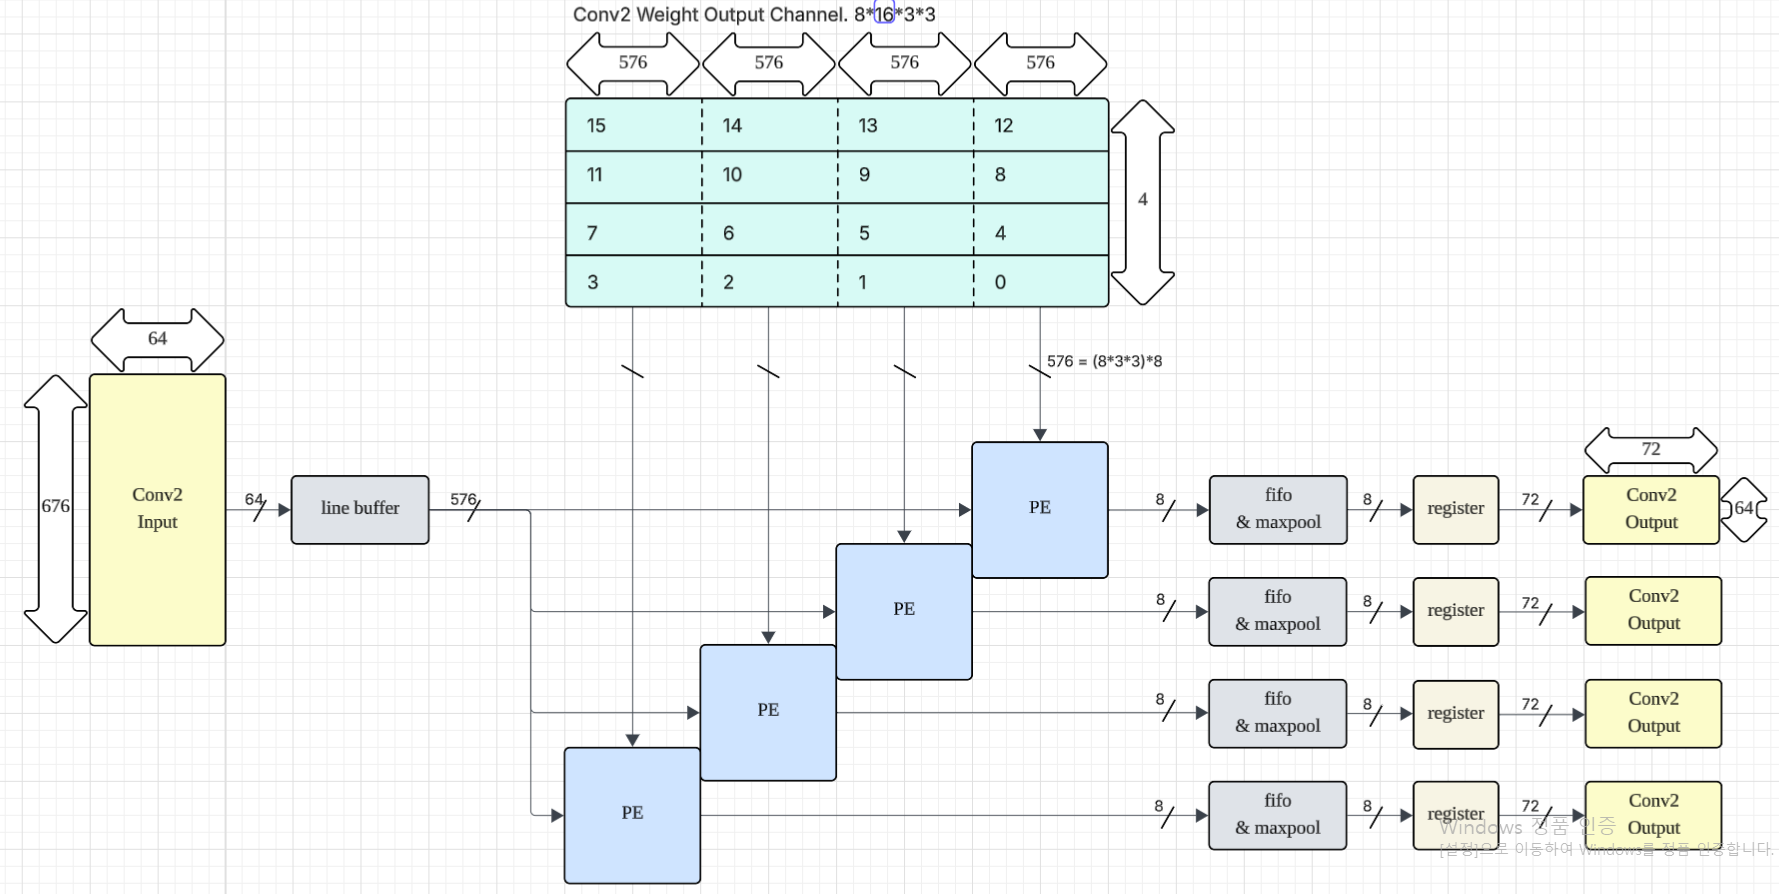 Conv2 Weight Output Channel. 8*16*3*3
576 576 576 576
15 14 13 12
11 10 9 8
7 6 5 4
3 2 1 0
4
576 = (8*3*3)*8
64
676
Conv2
Input
64
line buffer
576
PE
8
fifo
& maxpool
8
register
72
72
Conv2
Output
64
PE
8
fifo
& maxpool
8
register
72
Conv2
Output
PE
8
fifo
& maxpool
8
register
72
Conv2
Output
PE
8
fifo
& maxpool
8
register
72
Conv2
Output
Windows 정품 인증
[설정]으로 이동하여 Windows를 정품 인증합니다.